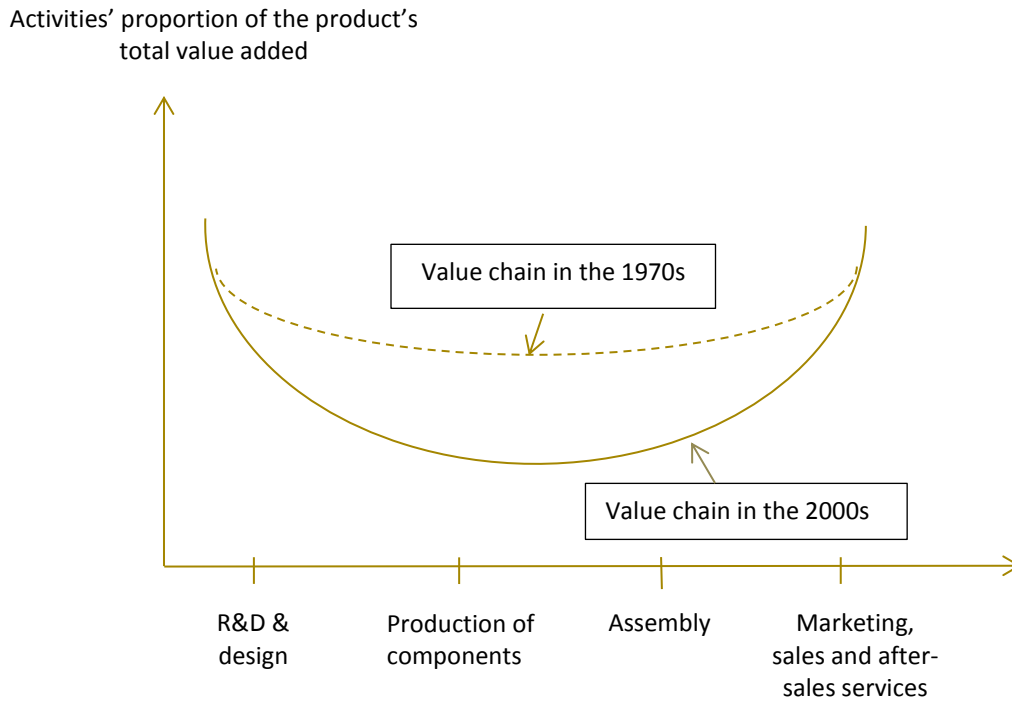 Activities’ proportion of the product’s
total value added
Value chain in the 1970s
Value chain in the 2000s
R&D &
design
Production of
components
Assembly
Marketing,
sales and after-
sales services